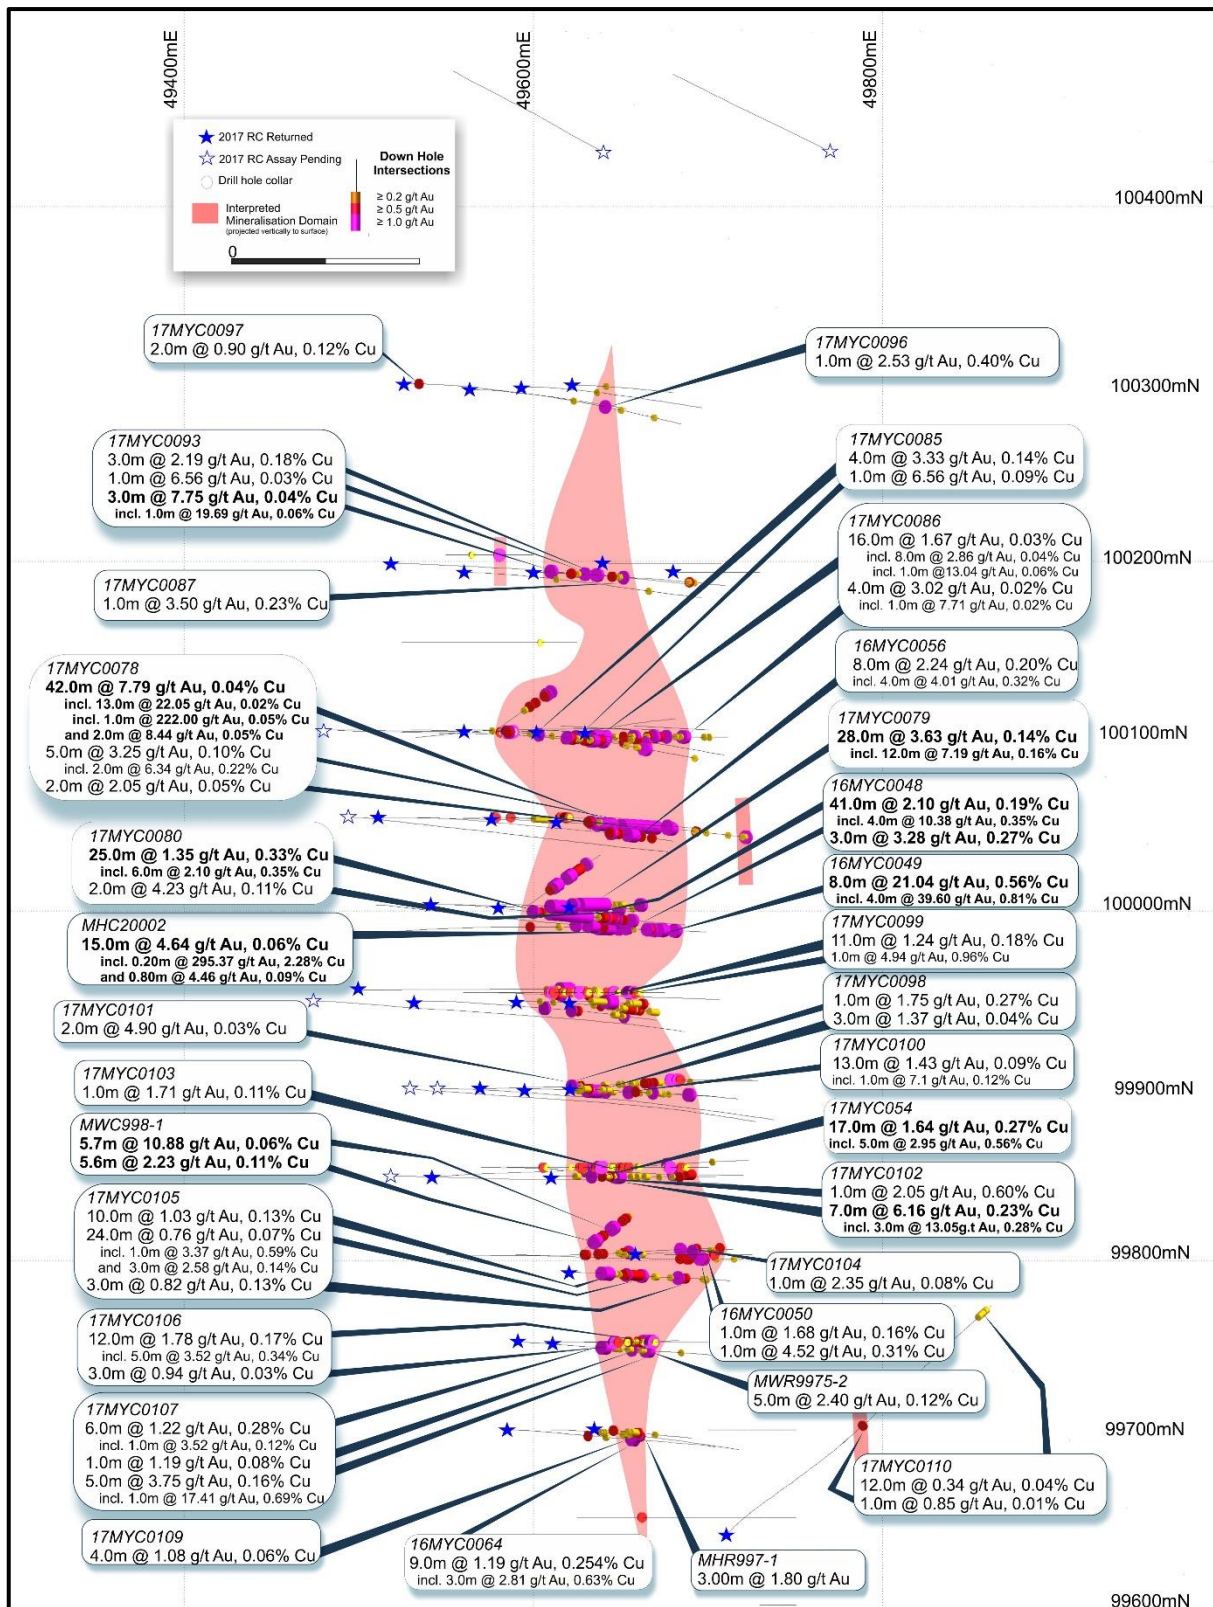 49400mE
49600mE
49800mE
2017 RC Returned
2017 RC Assay Pending
Drill hole collar
Interpreted
Mineralisation Domain
(projected vertically to surface)
Down Hole
Intersections
≥ 0.2 g/t Au
≥ 0.5 g/t Au
≥ 1.0 g/t Au
0
100400mN
17MYC0097
2.0m @ 0.90 g/t Au, 0.12% Cu
17MYC0096
1.0m @ 2.53 g/t Au, 0.40% Cu
100300mN
17MYC0093
3.0m @ 2.19 g/t Au, 0.18% Cu
1.0m @ 6.56 g/t Au, 0.03% Cu
3.0m @ 7.75 g/t Au, 0.04% Cu
incl. 1.0m @ 19.69 g/t Au, 0.06% Cu
17MYC0085
4.0m @ 3.33 g/t Au, 0.14% Cu
1.0m @ 6.56 g/t Au, 0.09% Cu
17MYC0086
16.0m @ 1.67 g/t Au, 0.03% Cu
incl. 8.0m @ 2.86 g/t Au, 0.04% Cu
incl. 1.0m @13.04 g/t Au, 0.06% Cu
4.0m @ 3.02 g/t Au, 0.02% Cu
incl. 1.0m @ 7.71 g/t Au, 0.02% Cu
100200mN
17MYC0087
1.0m @ 3.50 g/t Au, 0.23% Cu
16MYC0056
8.0m @ 2.24 g/t Au, 0.20% Cu
incl. 4.0m @ 4.01 g/t Au, 0.32% Cu
17MYC0078
42.0m @ 7.79 g/t Au, 0.04% Cu
incl. 13.0m @ 22.05 g/t Au, 0.02% Cu
incl. 1.0m @ 222.00 g/t Au, 0.05% Cu
and 2.0m @ 8.44 g/t Au, 0.05% Cu
5.0m @ 3.25 g/t Au, 0.10% Cu
incl. 2.0m @ 6.34 g/t Au, 0.22% Cu
2.0m @ 2.05 g/t Au, 0.05% Cu
17MYC0079
28.0m @ 3.63 g/t Au, 0.14% Cu
incl. 12.0m @ 7.19 g/t Au, 0.16% Cu
100100mN
16MYC0048
41.0m @ 2.10 g/t Au, 0.19% Cu
incl. 4.0m @ 10.38 g/t Au, 0.35% Cu
3.0m @ 3.28 g/t Au, 0.27% Cu
17MYC0080
25.0m @ 1.35 g/t Au, 0.33% Cu
incl. 6.0m @ 2.10 g/t Au, 0.35% Cu
2.0m @ 4.23 g/t Au, 0.11% Cu
16MYC0049
8.0m @ 21.04 g/t Au, 0.56% Cu
incl. 4.0m @ 39.60 g/t Au, 0.81% Cu
100000mN
MHC20002
15.0m @ 4.64 g/t Au, 0.06% Cu
incl. 0.20m @ 295.37 g/t Au, 2.28% Cu
and 0.80m @ 4.46 g/t Au, 0.09% Cu
17MYC0099
11.0m @ 1.24 g/t Au, 0.18% Cu
1.0m @ 4.94 g/t Au, 0.96% Cu
17MYC0098
1.0m @ 1.75 g/t Au, 0.27% Cu
3.0m @ 1.37 g/t Au, 0.04% Cu
17MYC0101
2.0m @ 4.90 g/t Au, 0.03% Cu
17MYC0100
13.0m @ 1.43 g/t Au, 0.09% Cu
incl. 1.0m @ 7.1 g/t Au, 0.12% Cu
99900mN
17MYC0103
1.0m @ 1.71 g/t Au, 0.11% Cu
17MYC054
17.0m @ 1.64 g/t Au, 0.27% Cu
incl. 5.0m @ 2.95 g/t Au, 0.56% Cu
MWC998-1
5.7m @ 10.88 g/t Au, 0.06% Cu
5.6m @ 2.23 g/t Au, 0.11% Cu
17MYC0102
1.0m @ 2.05 g/t Au, 0.60% Cu
7.0m @ 6.16 g/t Au, 0.23% Cu
incl. 3.0m @ 13.05g.t Au, 0.28% Cu
17MYC0105
10.0m @ 1.03 g/t Au, 0.13% Cu
24.0m @ 0.76 g/t Au, 0.07% Cu
incl. 1.0m @ 3.37 g/t Au, 0.59% Cu
and 3.0m @ 2.58 g/t Au, 0.14% Cu
3.0m @ 0.82 g/t Au, 0.13% Cu
99800mN
17MYC0104
1.0m @ 2.35 g/t Au, 0.08% Cu
16MYC0050
1.0m @ 1.68 g/t Au, 0.16% Cu
1.0m @ 4.52 g/t Au, 0.31% Cu
17MYC0106
12.0m @ 1.78 g/t Au, 0.17% Cu
incl. 5.0m @ 3.52 g/t Au, 0.34% Cu
3.0m @ 0.94 g/t Au, 0.03% Cu
MWR9975-2
5.0m @ 2.40 g/t Au, 0.12% Cu
17MYC0107
6.0m @ 1.22 g/t Au, 0.28% Cu
incl. 1.0m @ 3.52 g/t Au, 0.12% Cu
1.0m @ 1.19 g/t Au, 0.08% Cu
5.0m @ 3.75 g/t Au, 0.16% Cu
incl. 1.0m @ 17.41 g/t Au, 0.69% Cu
99700mN
17MYC0110
12.0m @ 0.34 g/t Au, 0.04% Cu
1.0m @ 0.85 g/t Au, 0.01% Cu
17MYC0109
4.0m @ 1.08 g/t Au, 0.06% Cu
16MYC0064
9.0m @ 1.19 g/t Au, 0.254% Cu
incl. 3.0m @ 2.81 g/t Au, 0.63% Cu
MHR997-1
3.00m @ 1.80 g/t Au
99600mN